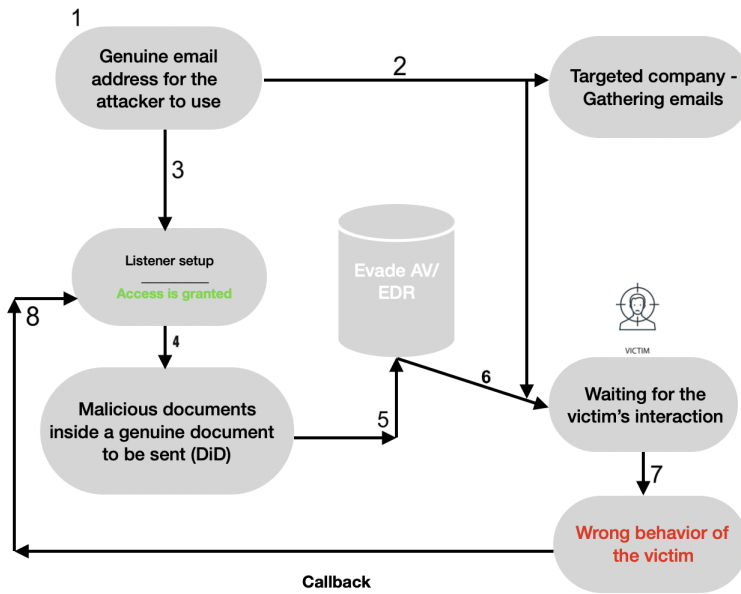 1
Genuine email
address for the
attacker to use
2
Targeted company -
Gathering emails
3
Listener setup
Access is granted
Evade AV/
EDR
8
4
VICTIM
6
Waiting for the
victim's interaction
Malicious documents
inside a genuine document
to be sent (DiD)
5
7
Wrong behavior of
the victim
Callback